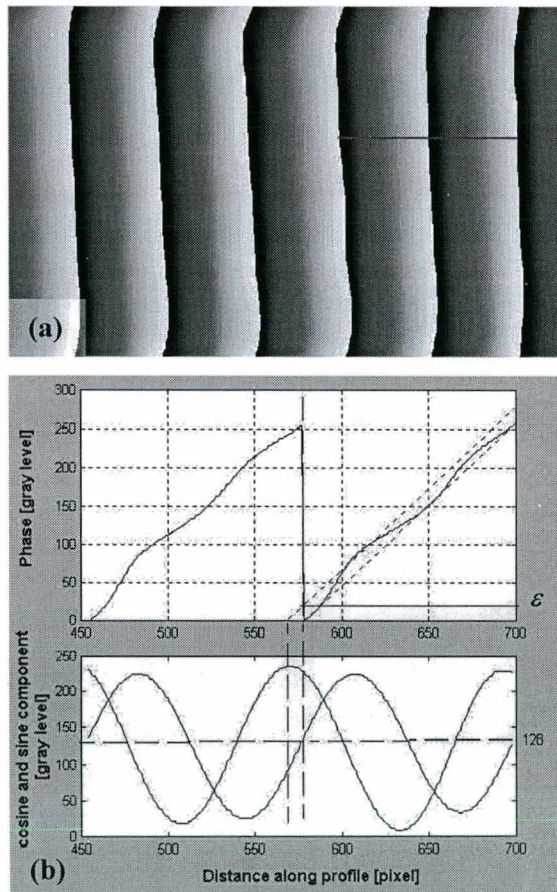 (a)
300
250
200
150
100
50
0
Phase [gray level]
ε
450 500 550 600 650 700
250
200
150
100
50
0
cosine and sine component
[gray level]
126
450 500 550 600 650 700
Distance along profile [pixel]
(b)